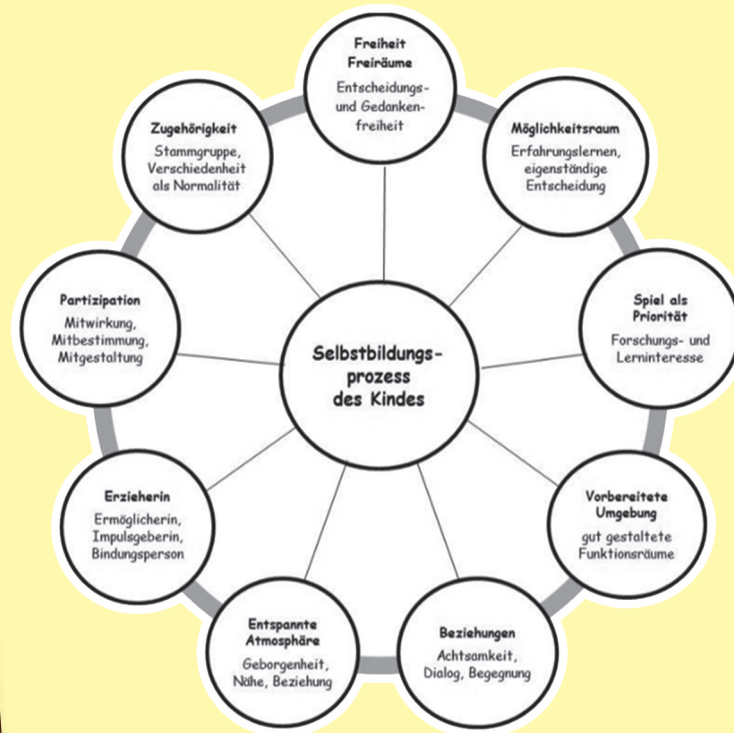 Freiheit
Freiräume
Entscheidungs-
und Gedanken-
freiheit
Möglichkeitsraum
Erfahrungslernen,
eigenständige
Entscheidung
Spiel als
Priorität
Forschungs- und
Lerninteresse
Vorbereitete
Umgebung
gut gestaltete
Funktionsräume
Beziehungen
Achtsamkeit,
Dialog, Begegnung
Entspannte
Atmosphäre
Geborgenheit,
Nähe, Beziehung
Erzieherin
Ermöglicherin,
Impulsgeberin,
Bindungsperson
Partizipation
Mitwirkung,
Mitbestimmung,
Mitgestaltung
Zugehörigkeit
Stammgruppe,
Verschiedenheit
als Normalität
Selbstbildungs-
prozess
des Kindes